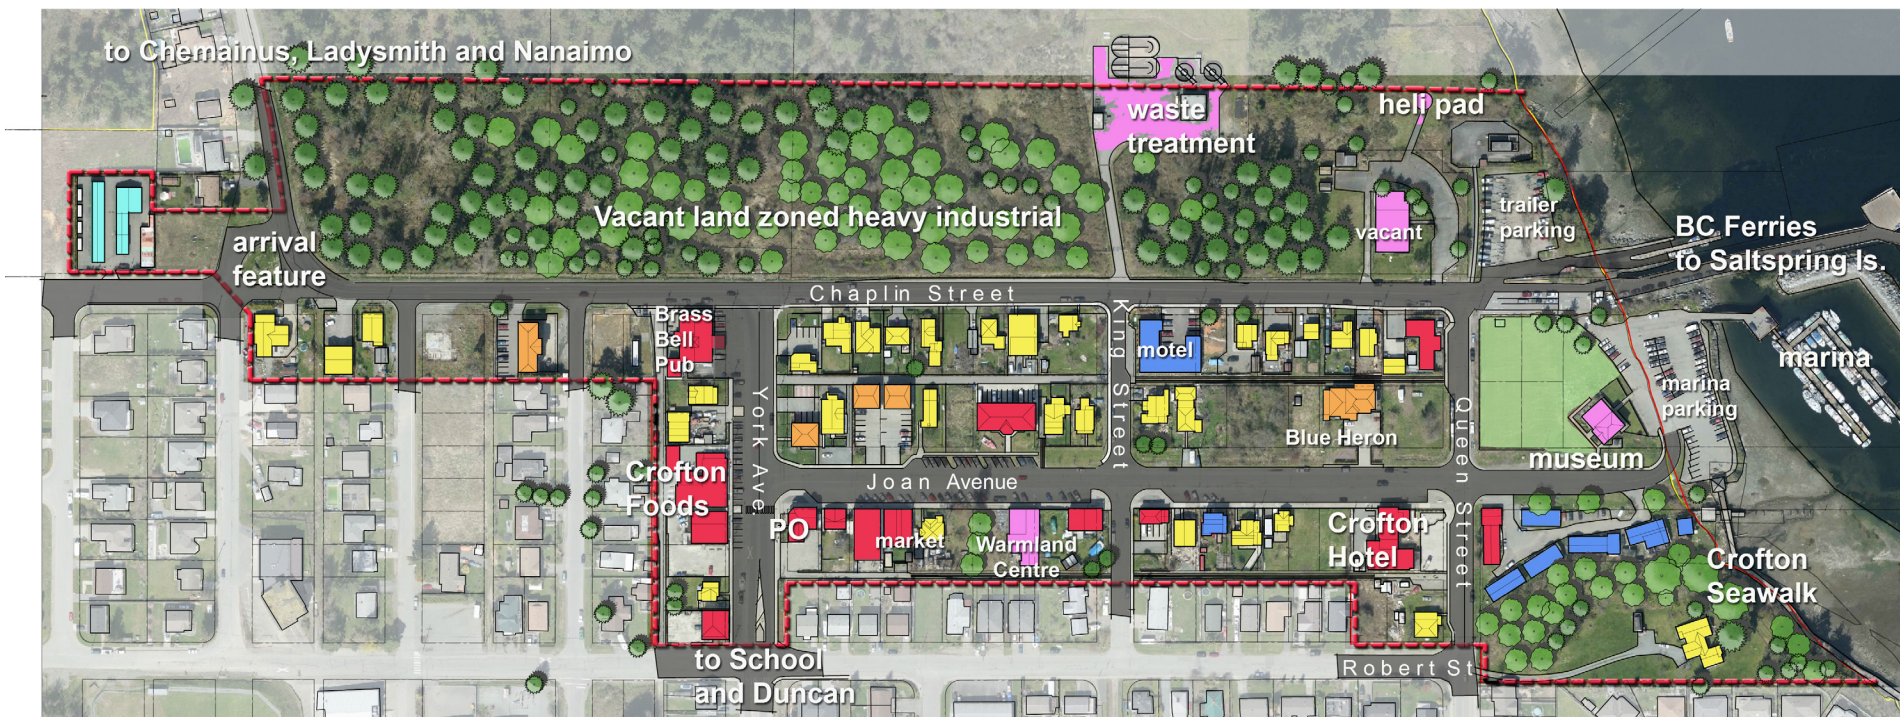 to Chemainus, Ladysmith and Nanaimo
waste
treatment
heli pad
Vacant land zoned heavy industrial
vacant
trailer
parking
BC Ferries
to Saltspring Is.
arrival
feature
Chaplin Street
Brass
Bell
Pub
King Street
motel
marina
marina
parking
York Ave
Queen Street
Blue Heron
museum
Crofton
Foods
Joan Avenue
PO
market
Warmland
Centre
Crofton
Hotel
Crofton
Seawalk
to School
and Duncan
Robert St